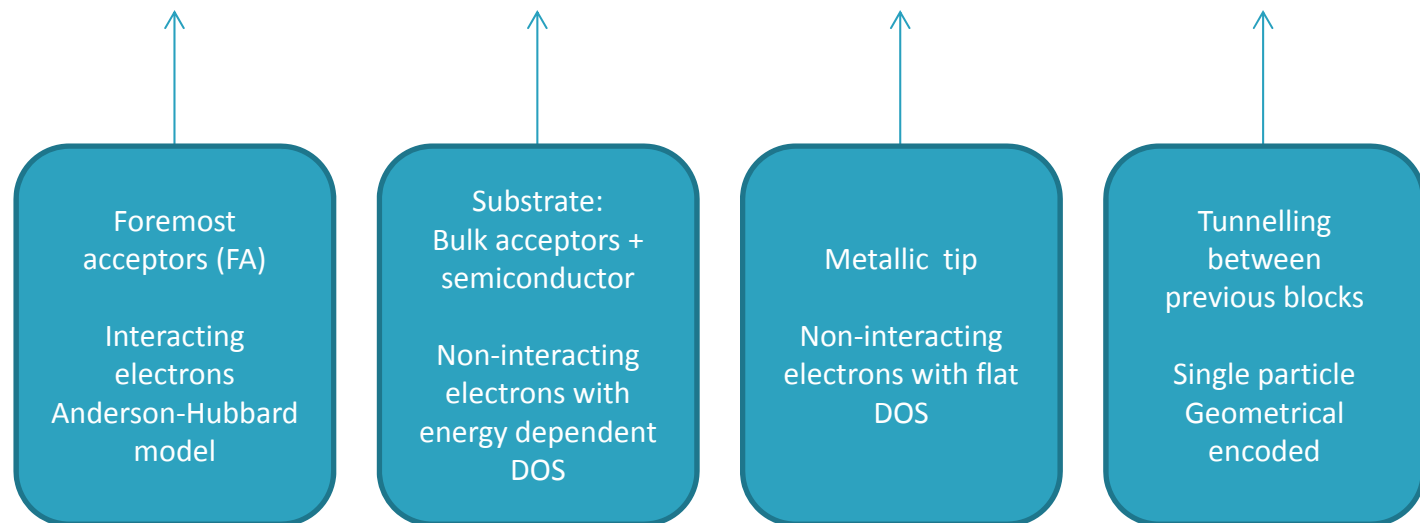 Foremost
acceptors (FA)
Interacting
electrons
Anderson-Hubbard
model
Substrate:
Bulk acceptors +
semiconductor
Non-interacting
electrons with
energy dependent
DOS
Metallic tip
Non-interacting
electrons with flat
DOS
Tunnelling
between
previous blocks
Single particle
Geometrical
encoded